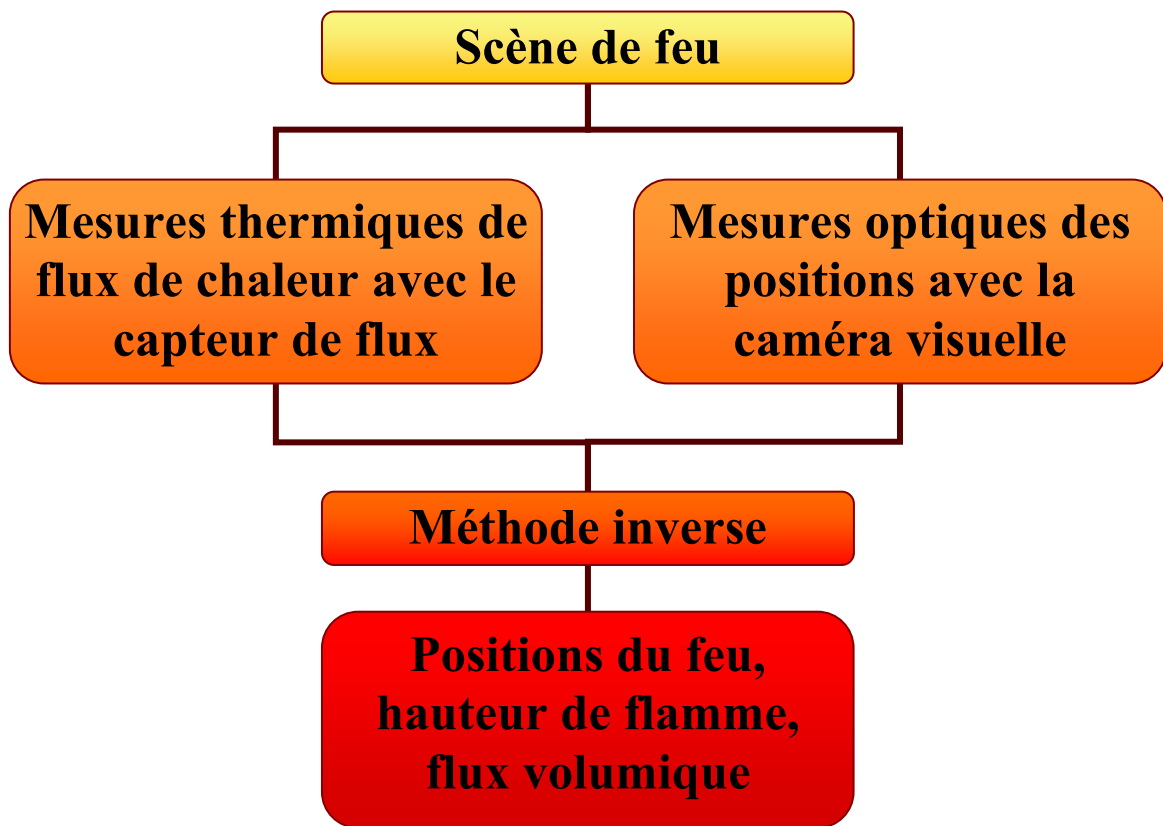 Scène de feu
Mesures thermiques de
flux de chaleur avec le
capteur de flux
Mesures optiques des
positions avec la
caméra visuelle
Méthode inverse
Positions du feu,
hauteur de flamme,
flux volumique